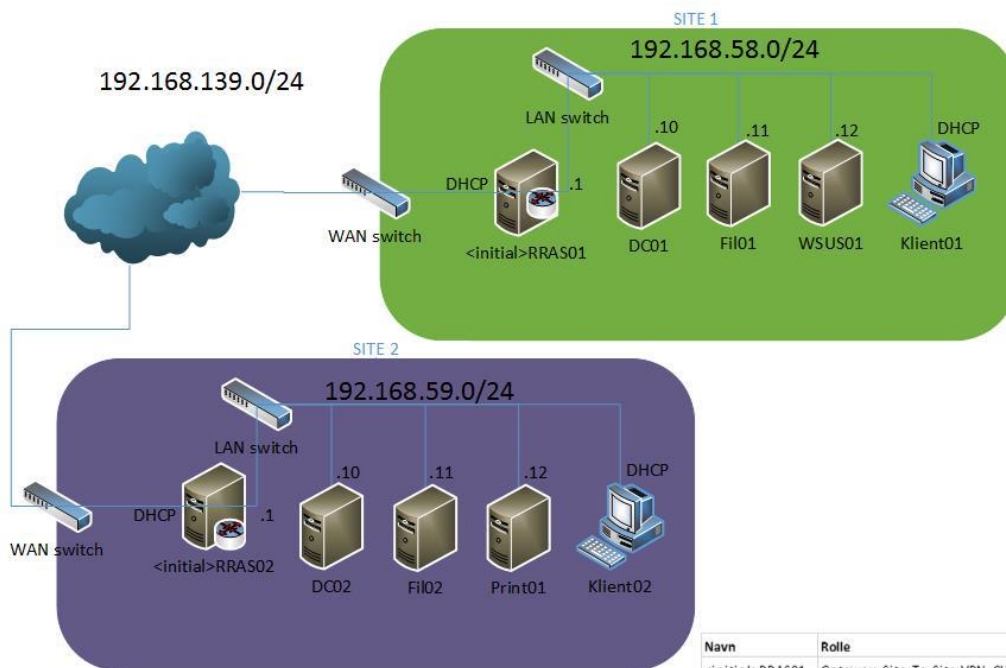 SITE 1
192.168.58.0/24
192.168.139.0/24
LAN switch
.10
.11
.12
DHCP
DHCP
.1
WAN switch
<initial>RRAS01
DC01
Fil01
WSUS01
Klient01
SITE 2
192.168.59.0/24
LAN switch
.10
.11
.12
DHCP
DHCP
.1
WAN switch
<initial>RRAS02
DC02
Fil02
Print01
Klient02
Navn Rolle